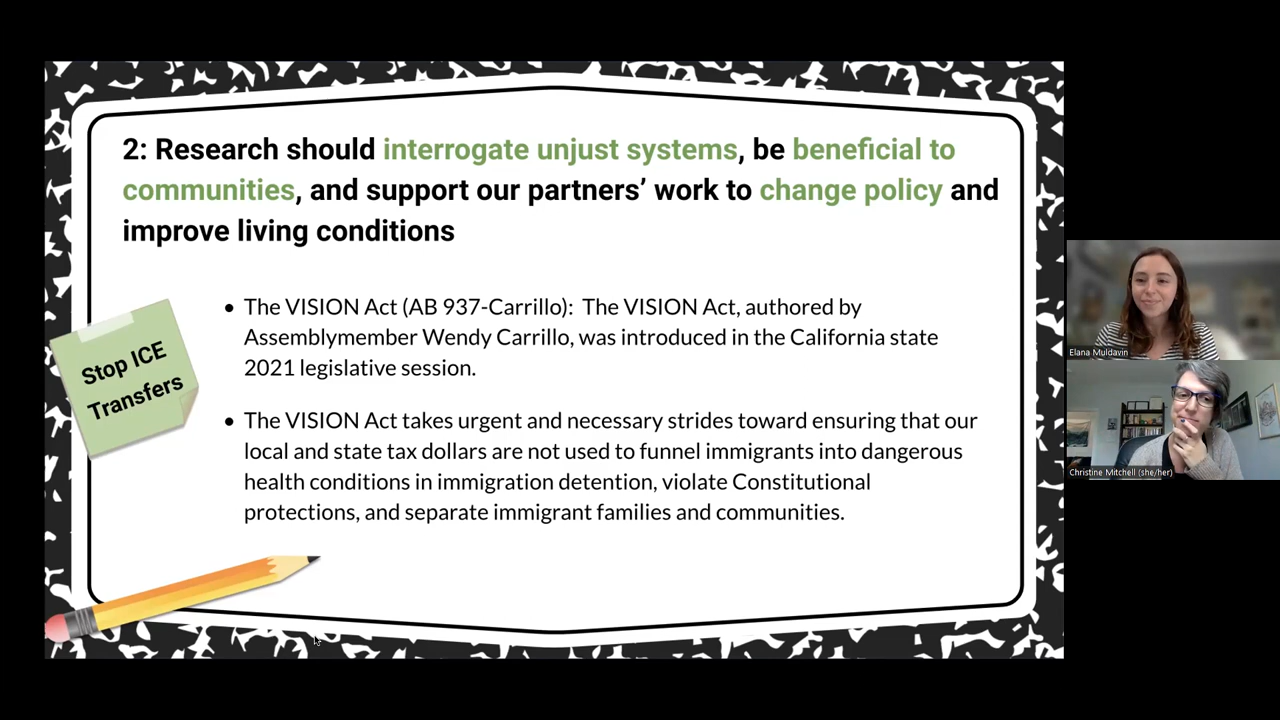 2: Research should interrogate unjust systems, be beneficial to
communities, and support our partners’ work to change policy and
improve living conditions
Stop ICE
Transfers
• The VISION Act (AB 937-Carrillo):  The VISION Act, authored by
Assemblymember Wendy Carrillo, was introduced in the California state
2021 legislative session.
• The VISION Act takes urgent and necessary strides toward ensuring that our
local and state tax dollars are not used to funnel immigrants into dangerous
health conditions in immigration detention, violate Constitutional
protections, and separate immigrant families and communities.
Elana Muldavin
Christine Mitchell (she/her)